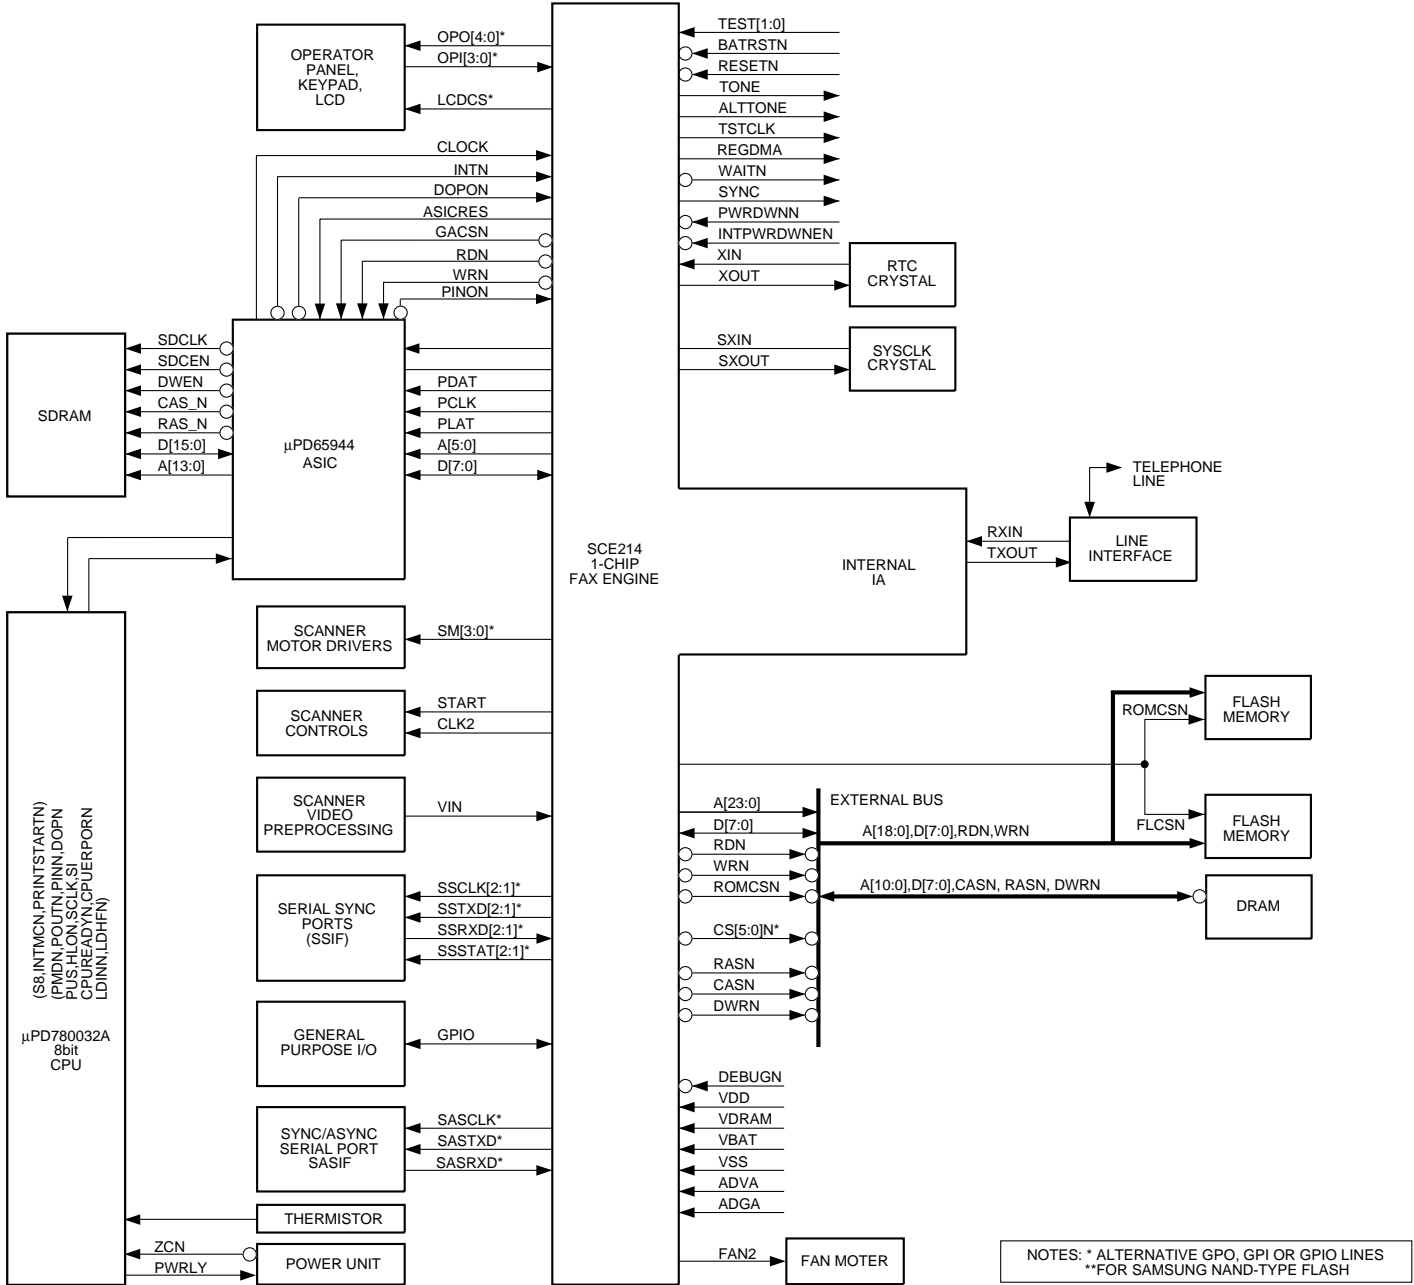 OPERATOR
PANEL,
KEYPAD,
LCD
OPO[4:0]*
OPI[3:0]*
LCDCS*
CLOCK
INTN
DOPON
ASICRES
GACSN
RDN
WRN
PINON
SDRAM
SDCLK
SDCEN
DWEN
CAS_N
RAS_N
D[15:0]
A[13:0]
µPD65944
ASIC
PDAT
PCLK
PLAT
A[5:0]
D[7:0]
SCANNER
MOTOR DRIVERS
SM[3:0]*
SCANNER
CONTROLS
START
CLK2
SCANNER
VIDEO
PREPROCESSING
VIN
SERIAL SYNC
PORTS
(SSIF)
SSCLK[2:1]*
SSTXD[2:1]*
SSRXD[2:1]*
SSSTAT[2:1]*
GENERAL
PURPOSE I/O
GPIO
SYNC/ASYNC
SERIAL PORT
SASIF
SASCLK*
SASTXD*
SASRXD*
THERMISTOR
POWER UNIT
ZCN
PWRLY
(S8,INTMCN,PRINTSTARTN)
(PMDN,POUTN,PINN,DOPN
PUS,HLON,SCLK,SI
CPUREADYN,CPUERPORN
LDINN,LDHFN)
µPD780032A
8bit
CPU
SCE214
1-CHIP
FAX ENGINE
INTERNAL
IA
TEST[1:0]
BATRSTN
RESETN
TONE
ALTTONE
TSTCLK
REGDMA
WAITN
SYNC
PWRDWNN
INTPWRDWNEN
XIN
XOUT
RTC
CRYSTAL
SXIN
SXOUT
SYSCLK
CRYSTAL
TELEPHONE
LINE
RXIN
TXOUT
LINE
INTERFACE
ROMCSN
FLASH
MEMORY
FLCSN
FLASH
MEMORY
EXTERNAL BUS
A[18:0],D[7:0],RDN,WRN
A[10:0],D[7:0],CASN, RASN, DWRN
DRAM
A[23:0]
D[7:0]
RDN
WRN
ROMCSN
CS[5:0]N*
RASN
CASN
DWRN
DEBUGN
VDD
VDRAM
VBAT
VSS
ADVA
ADGA
FAN2
FAN MOTER
NOTES: * ALTERNATIVE GPO, GPI OR GPIO LINES
**FOR SAMSUNG NAND-TYPE FLASH